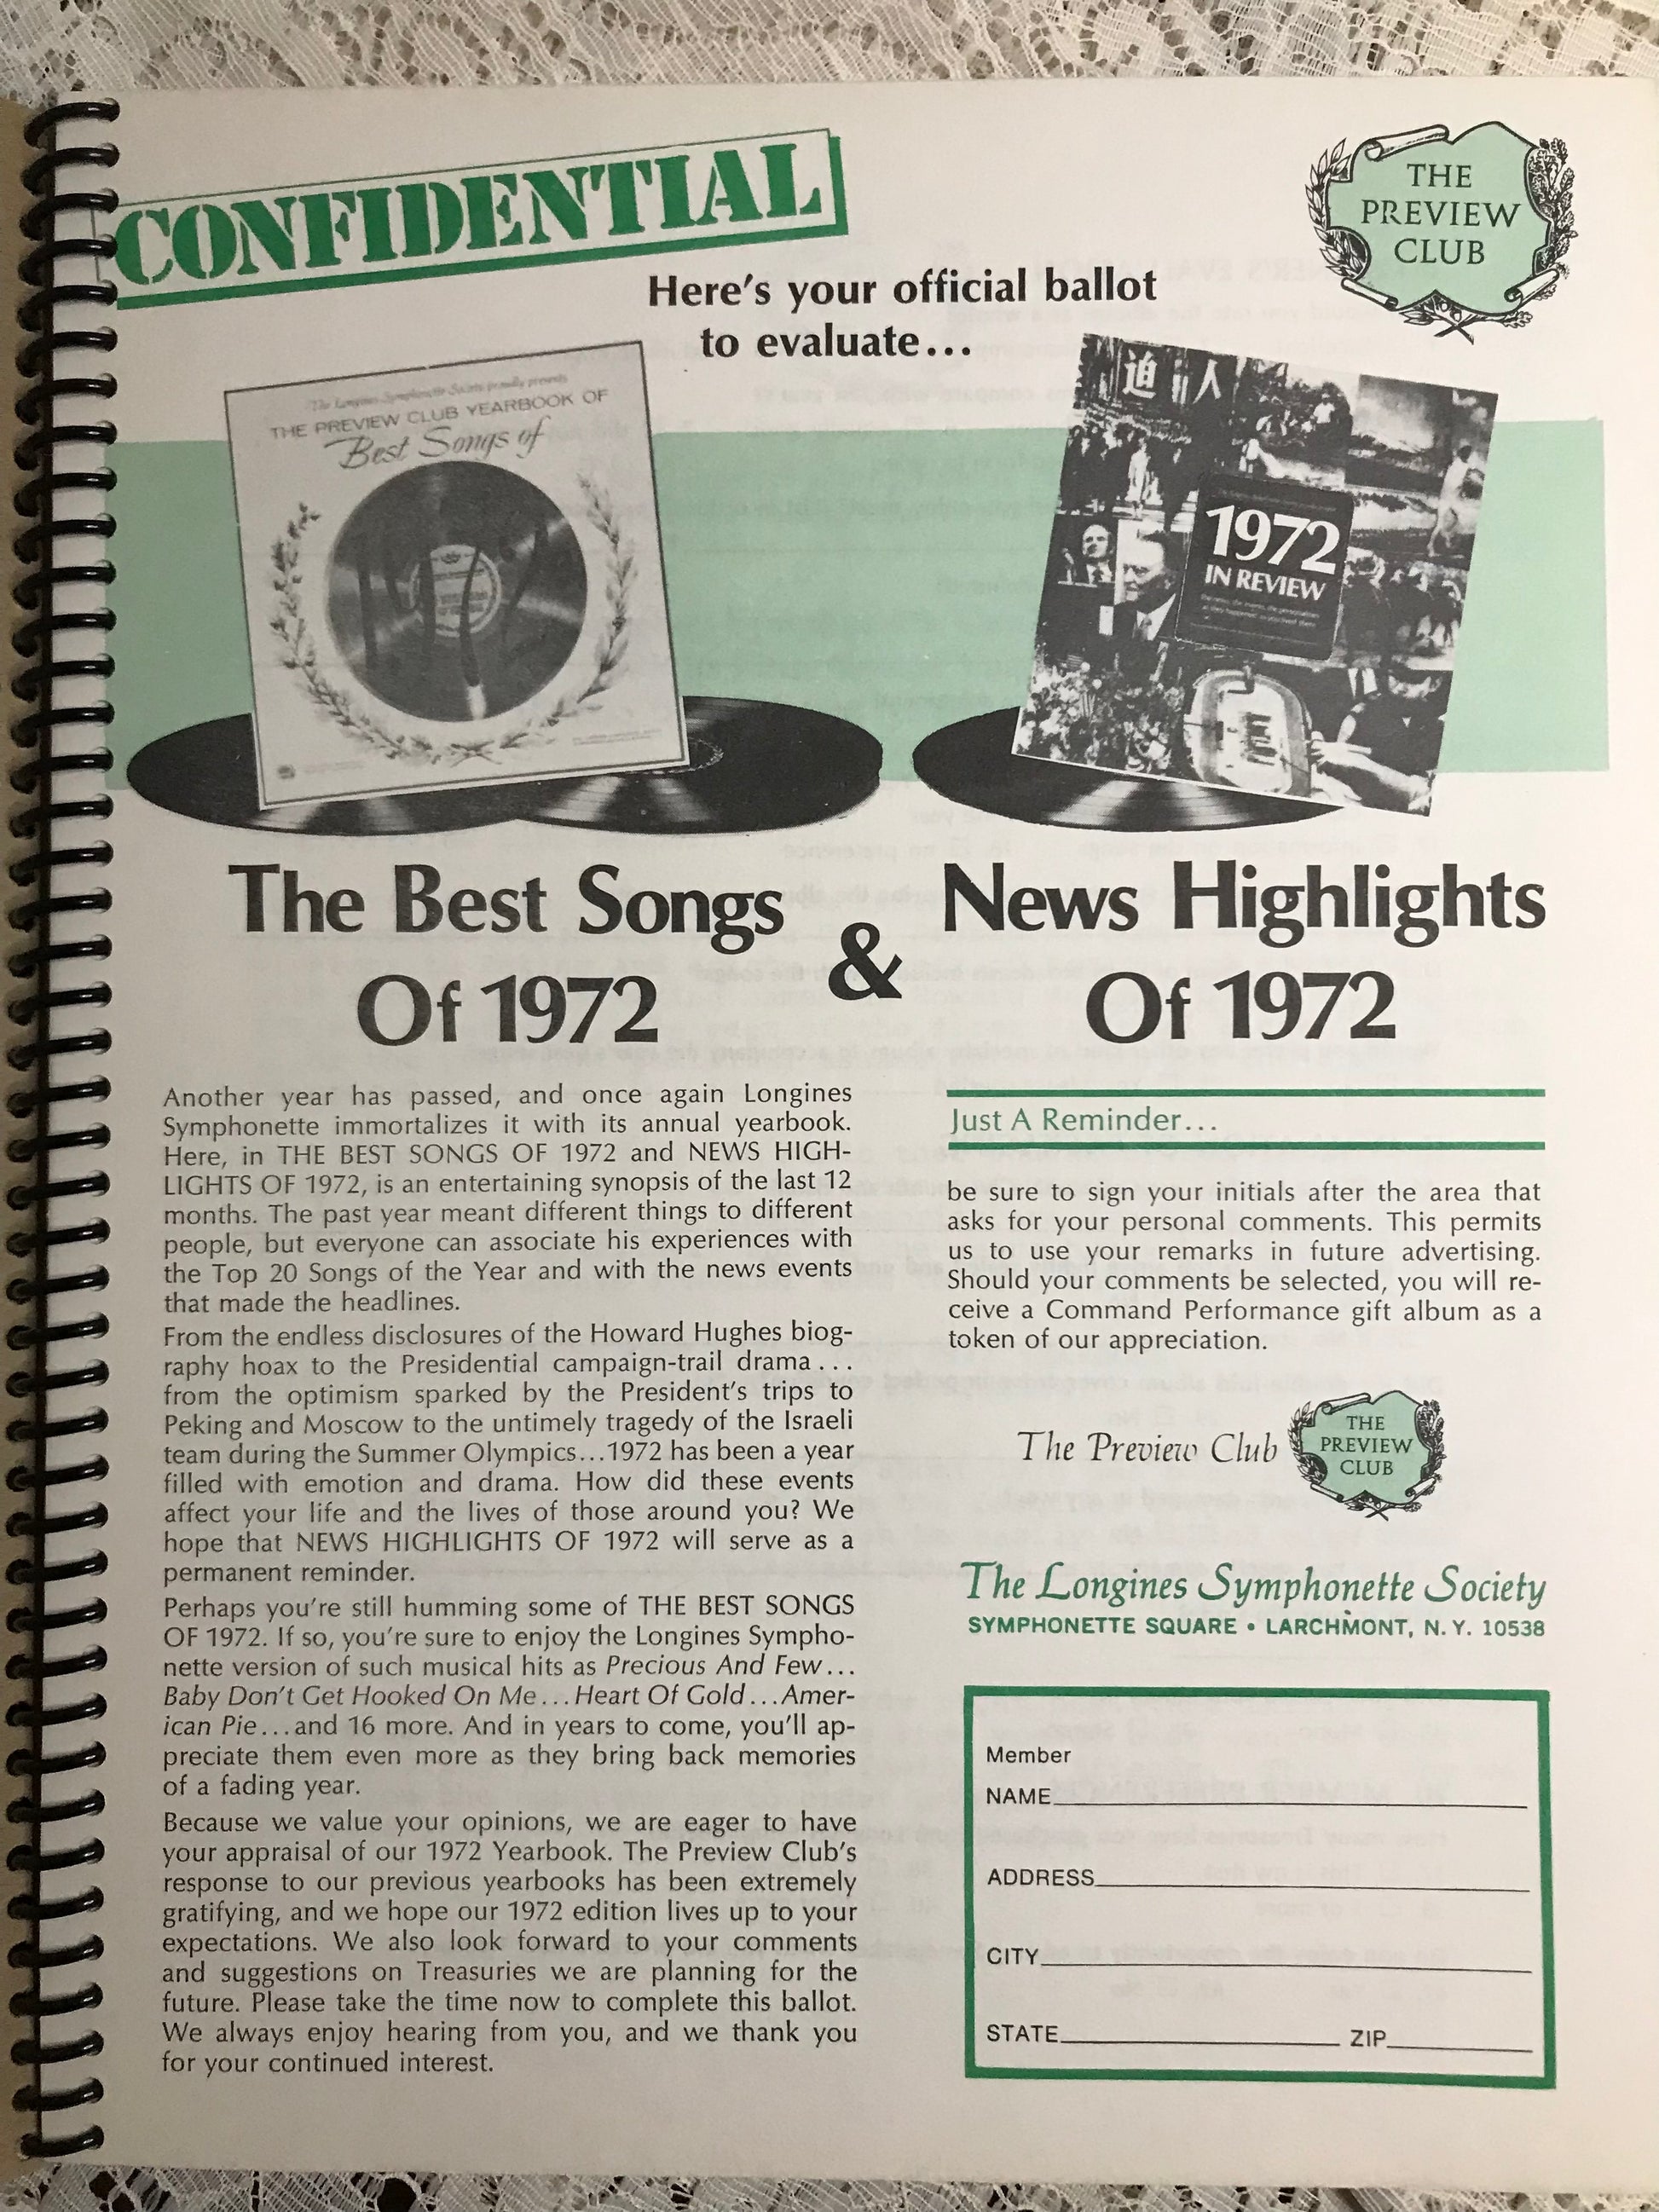 CONFIDENTIAL
THE
PREVIEW
CLUB
Here's your official ballot
to evaluate...
The Longines Symphonette Society proudly presents
THE PREVIEW CLUB YEARBOOK OF
Best Songs of
1972
迫 人
1972
IN REVIEW
The Best Songs
Of 1972
&
News Highlights
Of 1972
Another year has passed, and once again Longines
Symphonette immortalizes it with its annual yearbook.
Here, in THE BEST SONGS OF 1972 and NEWS HIGH-
LIGHTS OF 1972, is an entertaining synopsis of the last 12
months. The past year meant different things to different
people, but everyone can associate his experiences with
the Top 20 Songs of the Year and with the news events
that made the headlines.
From the endless disclosures of the Howard Hughes biog-
raphy hoax to the Presidential campaign-trail drama...
from the optimism sparked by the President's trips to
Peking and Moscow to the untimely tragedy of the Israeli
team during the Summer Olympics...1972 has been a year
filled with emotion and drama. How did these events
affect your life and the lives of those around you? We
hope that NEWS HIGHLIGHTS OF 1972 will serve as a
permanent reminder.
Perhaps you're still humming some of THE BEST SONGS
OF 1972. If so, you're sure to enjoy the Longines Sympho-
nette version of such musical hits as Precious And Few...
Baby Don't Get Hooked On Me...Heart Of Gold...Amer-
ican Pie...and 16 more. And in years to come, you'll ap-
preciate them even more as they bring back memories
of a fading year.
Because we value your opinions, we are eager to have
your appraisal of our 1972 Yearbook. The Preview Club's
response to our previous yearbooks has been extremely
gratifying, and we hope our 1972 edition lives up to your
expectations. We also look forward to your comments
and suggestions on Treasuries we are planning for the
future. Please take the time now to complete this ballot.
We always enjoy hearing from you, and we thank you
for your continued interest.
Just A Reminder...
be sure to sign your initials after the area that
asks for your personal comments. This permits
us to use your remarks in future advertising.
Should your comments be selected, you will re-
ceive a Command Performance gift album as a
token of our appreciation.
The Preview Club
THE
PREVIEW
CLUB
The Longines Symphonette Society
SYMPHONETTE SQUARE • LARCHMONT, N. Y. 10538
Member
NAME
ADDRESS
CITY
STATE ZIP